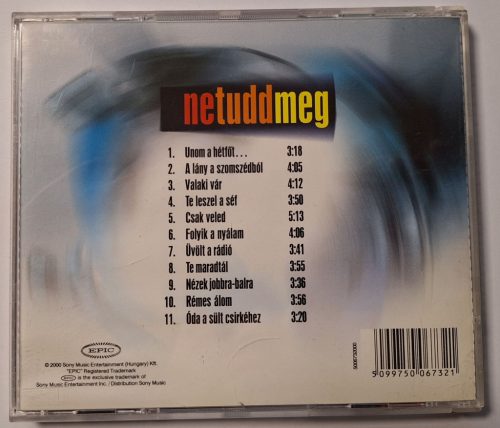 netuddmeg
1. Unom a hétfőt... 3:18
2. A lány a szomszédból 4:05
3. Valaki vár 4:12
4. Te leszel a séf 3:50
5. Csak veled 5:13
6. Folyik a nyálam 4:06
7. Üvölt a rádió 3:41
8. Te maradtál 3:55
9. Nézek jobbra-balra 3:36
10. Rémes álom 3:56
11. Óda a sült csirkéhez 3:20
EPIC
© 2000 Sony Music Entertainment (Hungary) Kft.
"EPIC" Registered Trademark
is the exclusive trademark of
Sony Music Entertainment Inc. / Distribution Sony Music
5 099750 067321